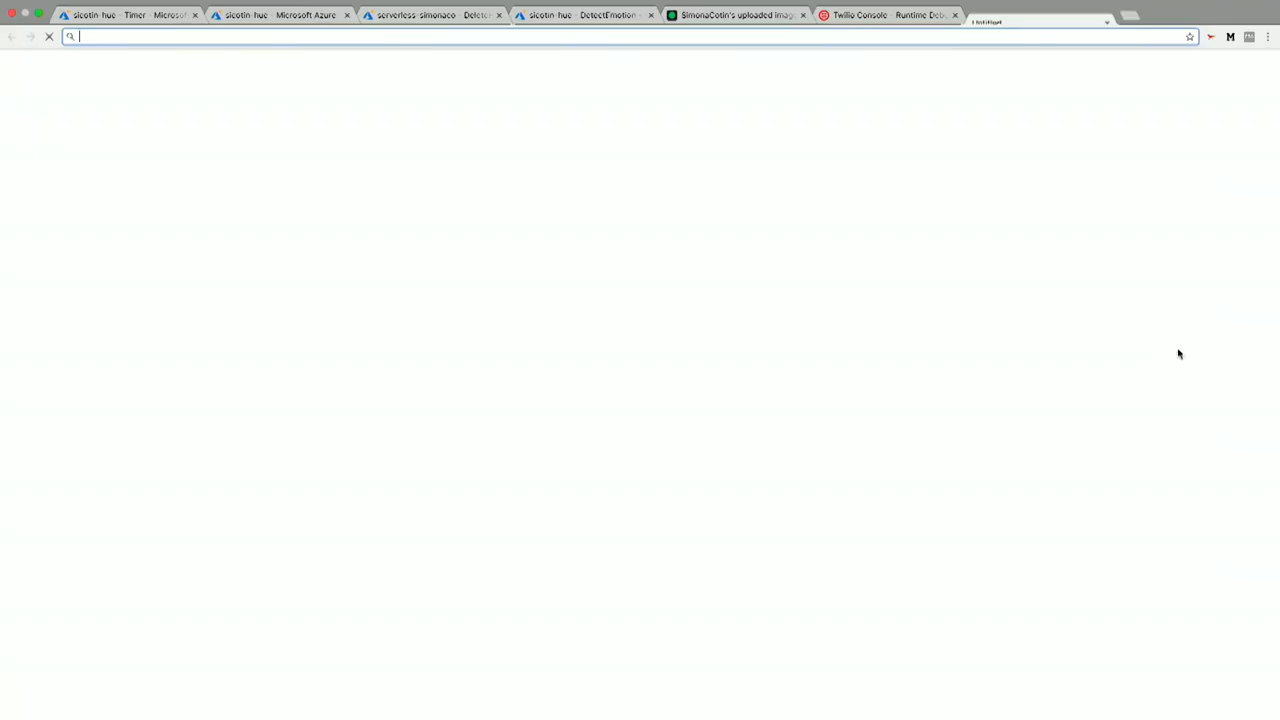 sicotin-hue - Timer - Microsof
sicotin-hue - Microsoft Azure
serverless-simonaco - Delete
sicotin-hue - DetectEmotion -
SimonaCotin's uploaded imag
Twilio Console - Runtime Deb
Untitled
M